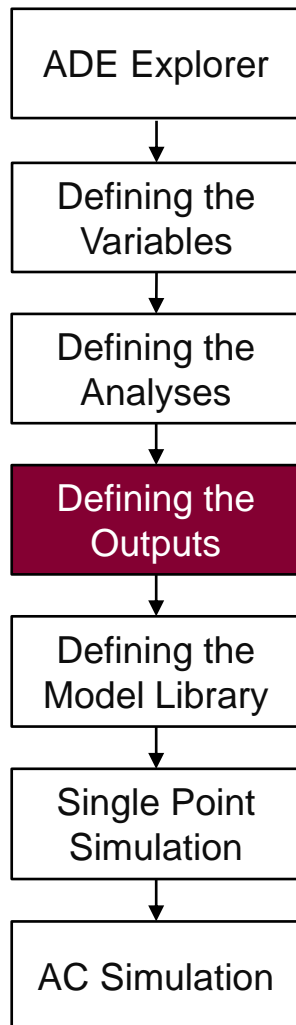 ADE Explorer
Defining the
Variables
Defining the
Analyses
Defining the
Outputs
Defining the
Model Library
Single Point
Simulation
AC Simulation